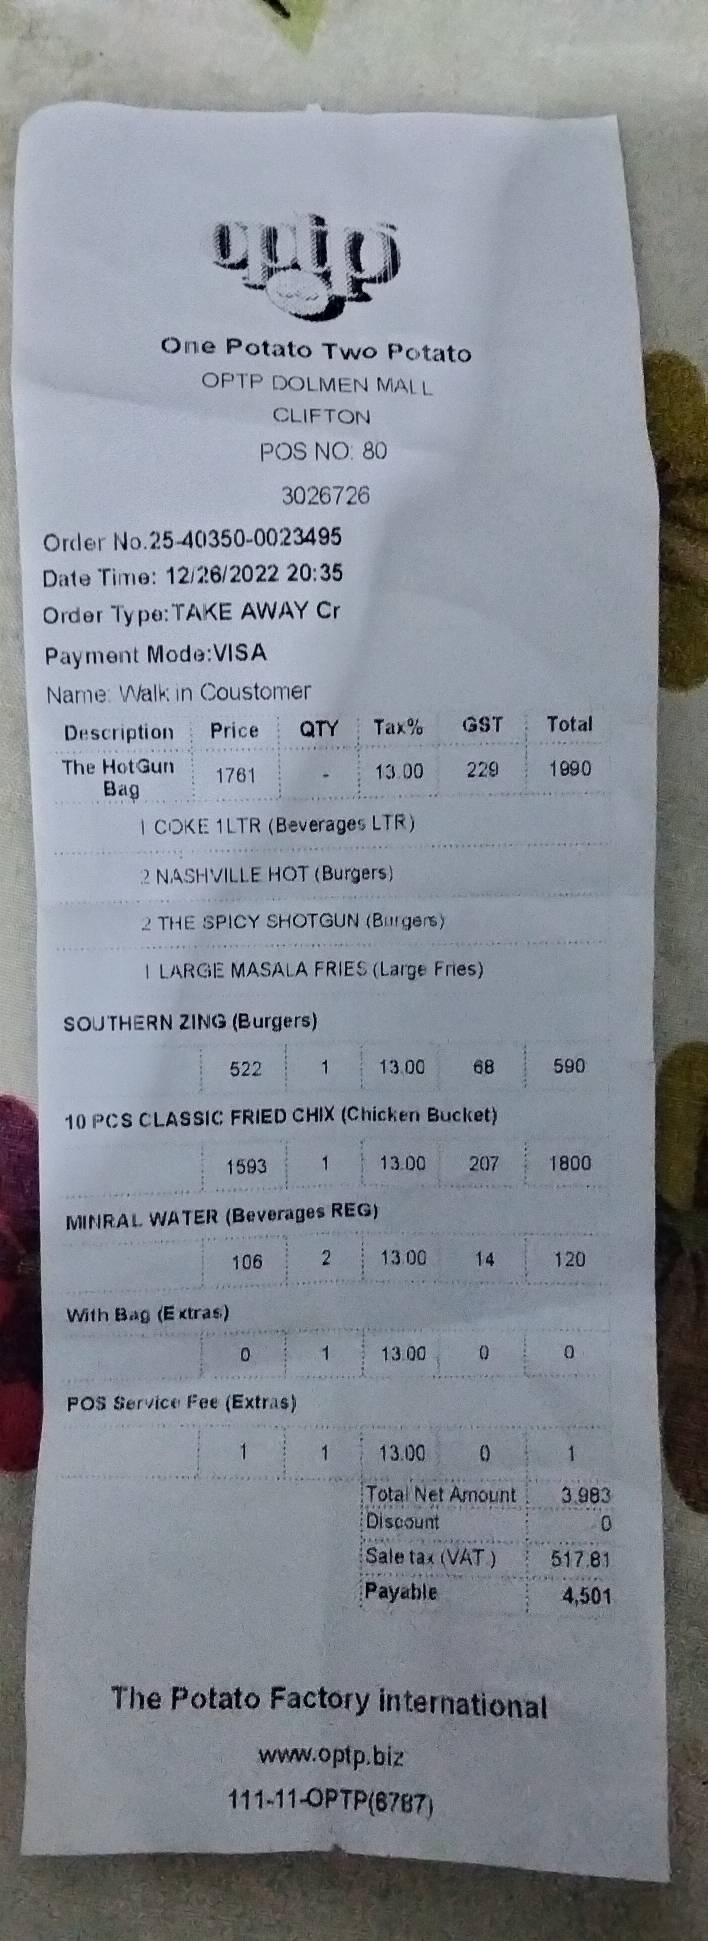 optp
One Potato Two Potato
OPTP DOLMEN MALL
CLIFTON
POS NO: 80
3026726
Order No.25-40350-0023495
Date Time: 12/26/2022 20:35
Order Type:TAKE AWAY Cr
Payment Mode:VISA
Name: Walk in Coustomer
Description Price QTY Tax% GST Total
The HotGun Bag 1761 - 13.00 229 1990
1 COKE 1LTR (Beverages LTR)
2 NASHVILLE HOT (Burgers)
2 THE SPICY SHOTGUN (Burgers)
1 LARGE MASALA FRIES (Large Fries)
SOUTHERN ZING (Burgers)
522 1 13.00 68 590
10 PCS CLASSIC FRIED CHIX (Chicken Bucket)
1593 1 13.00 207 1800
MINRAL WATER (Beverages REG)
106 2 13.00 14 120
With Bag (Extras)
0 1 13.00 0 0
POS Service Fee (Extras)
1 1 13.00 0 1
Total Net Amount 3,983
Discount 0
Sale tax (VAT ) 517.81
Payable 4,501
The Potato Factory international
www.optp.biz
111-11-OPTP(6787)